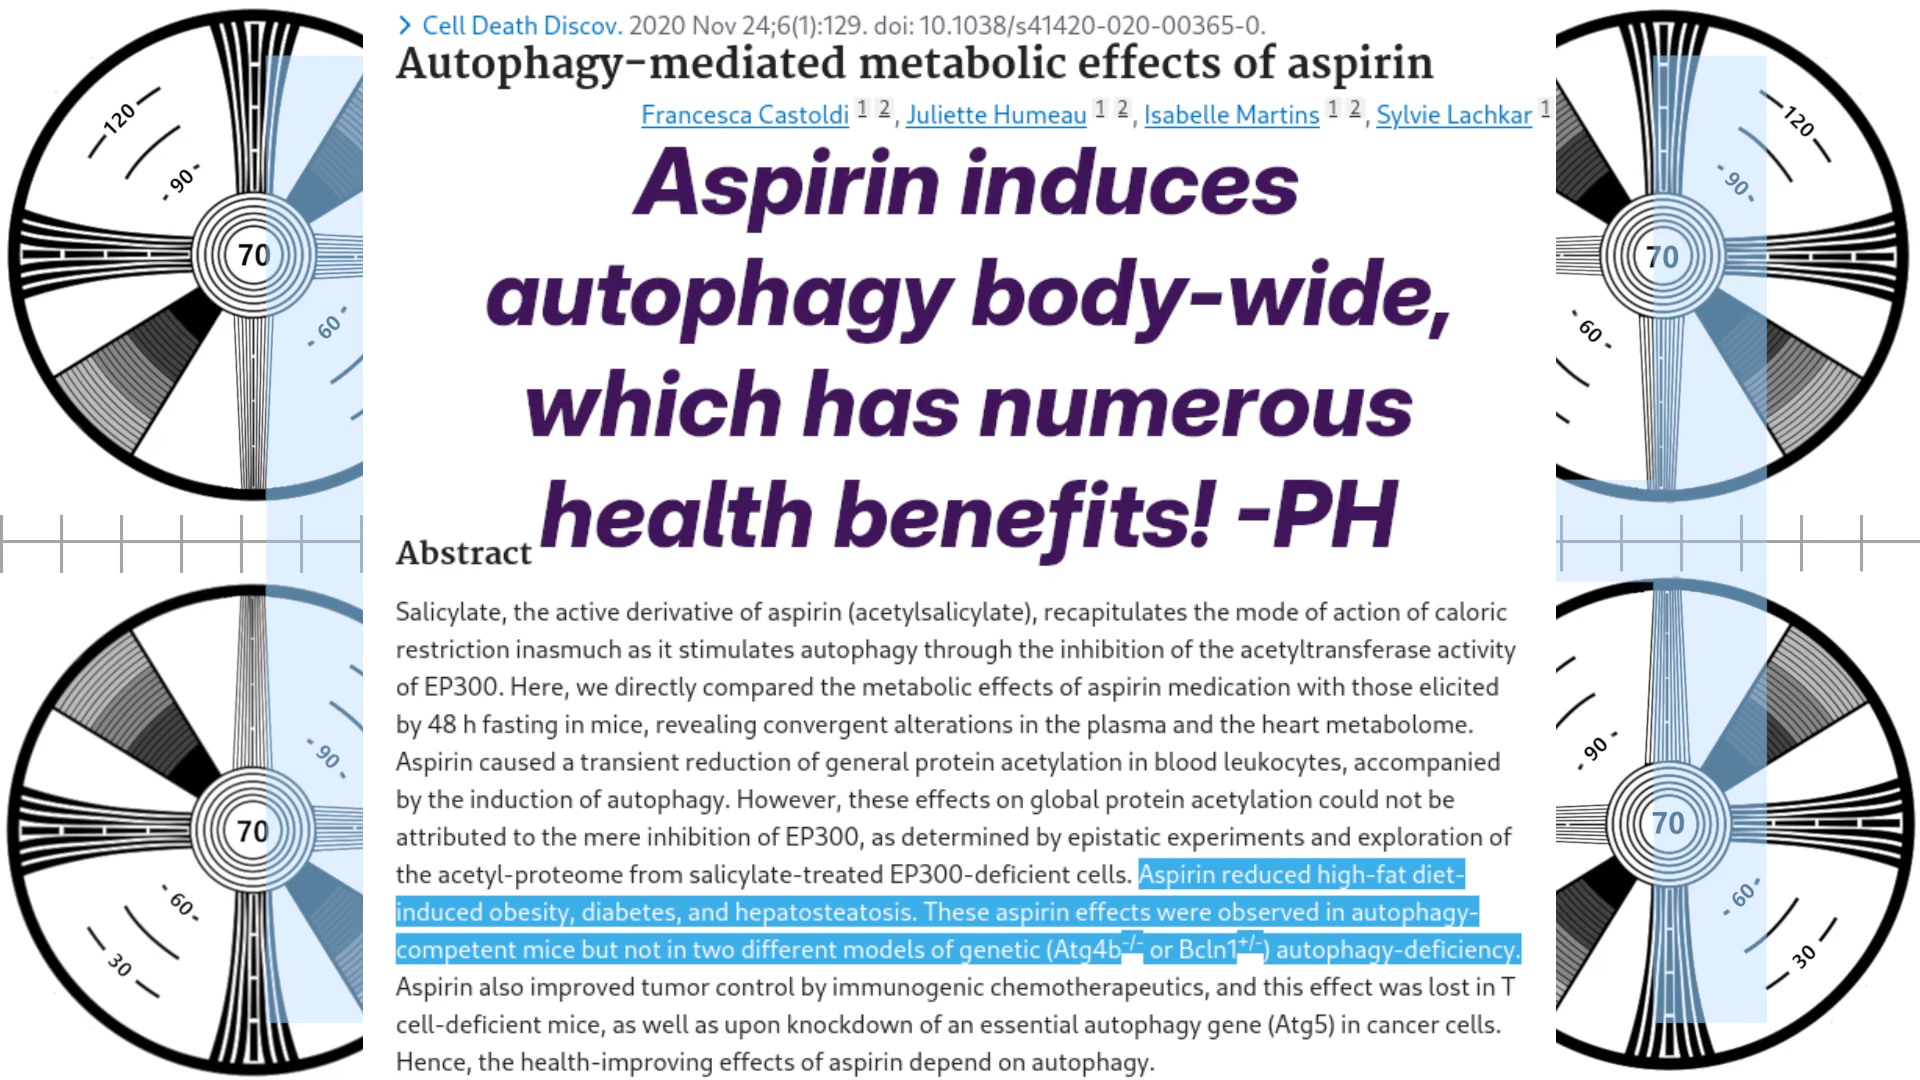 > Cell Death Discov. 2020 Nov 24;6(1):129. doi: 10.1038/s41420-020-00365-0.
Autophagy-mediated metabolic effects of aspirin
Francesca Castoldi 1 2, Juliette Humeau 1 2, Isabelle Martins 1 2, Sylvie Lachkar 1
Aspirin induces
autophagy body-wide,
which has numerous
health benefits! -PH
Abstract
Salicylate, the active derivative of aspirin (acetylsalicylate), recapitulates the mode of action of caloric
restriction inasmuch as it stimulates autophagy through the inhibition of the acetyltransferase activity
of EP300. Here, we directly compared the metabolic effects of aspirin medication with those elicited
by 48 h fasting in mice, revealing convergent alterations in the plasma and the heart metabolome.
Aspirin caused a transient reduction of general protein acetylation in blood leukocytes, accompanied
by the induction of autophagy. However, these effects on global protein acetylation could not be
attributed to the mere inhibition of EP300, as determined by epistatic experiments and exploration of
the acetyl-proteome from salicylate-treated EP300-deficient cells. Aspirin reduced high-fat diet-
induced obesity, diabetes, and hepatosteatosis. These aspirin effects were observed in autophagy-
competent mice but not in two different models of genetic (Atg4b-/- or Bcln1+/-) autophagy-deficiency.
Aspirin also improved tumor control by immunogenic chemotherapeutics, and this effect was lost in T
cell-deficient mice, as well as upon knockdown of an essential autophagy gene (Atg5) in cancer cells.
Hence, the health-improving effects of aspirin depend on autophagy.
120
- 90 -
70
- 60 -
120
- 90 -
70
- 60 -
- 90 -
70
- 60 -
30
- 90 -
70
- 60 -
30